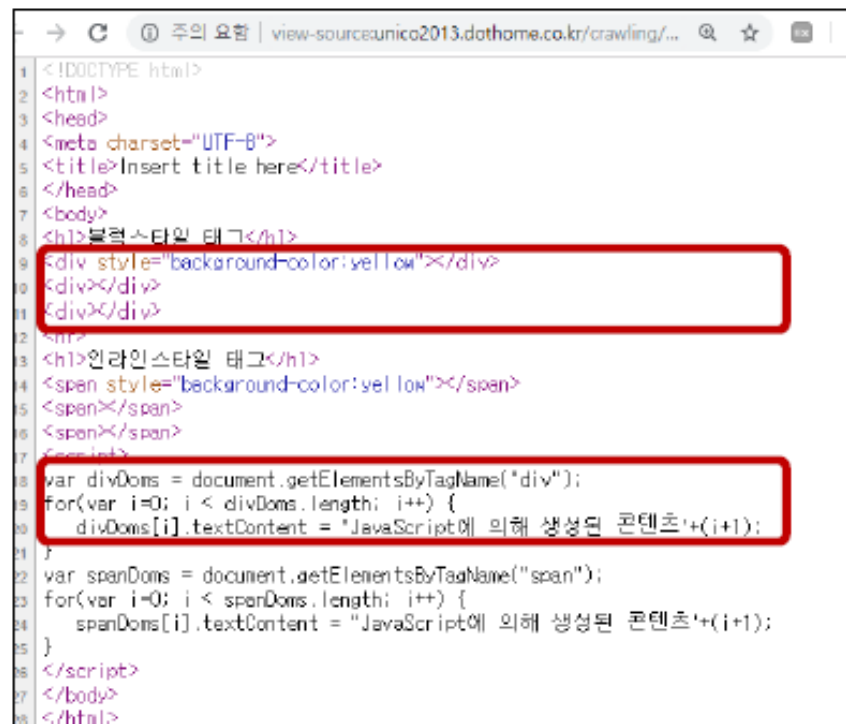 주의 요함 | view-source:unico2013.dothome.co.kr/crawling/...
1 <!DOCTYPE html>
2 <html>
3 <head>
4 <meta charset="UTF-8">
5 <title>Insert title here</title>
6 </head>
7 <body>
8 <h1>블럭스타일 태그</h1>
9 <div style="background-color:yellow"></div>
10 <div></div>
11 <div></div>
12 <hr>
13 <h1>인라인스타일 태그</h1>
14 <span style="background-color:yellow"></span>
15 <span></span>
16 <span></span>
17 <script>
18 var divDoms = document.getElementsByTagName("div");
19 for(var i=0; i < divDoms.length; i++) {
20 divDoms[i].textContent = "JavaScript에 의해 생성된 콘텐츠"+(i+1);
21 }
22 var spanDoms = document.getElementsByTagName("span");
23 for(var i=0; i < spanDoms.length; i++) {
24 spanDoms[i].textContent = "JavaScript에 의해 생성된 콘텐츠"+(i+1);
25 }
26 </script>
27 </body>
28 </html>